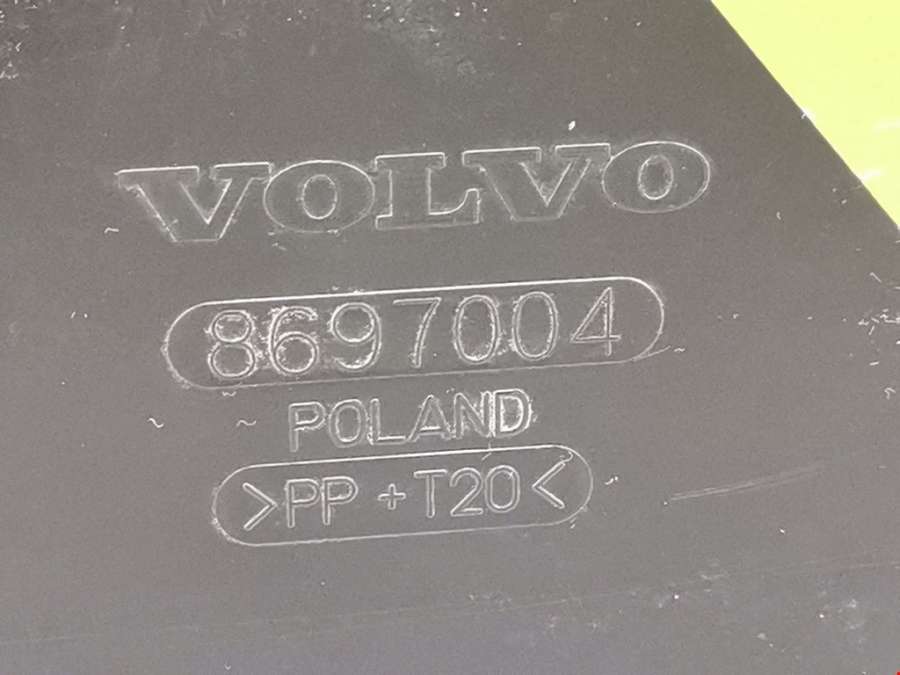 VOLVO
8697004
POLAND
>PP + T20<